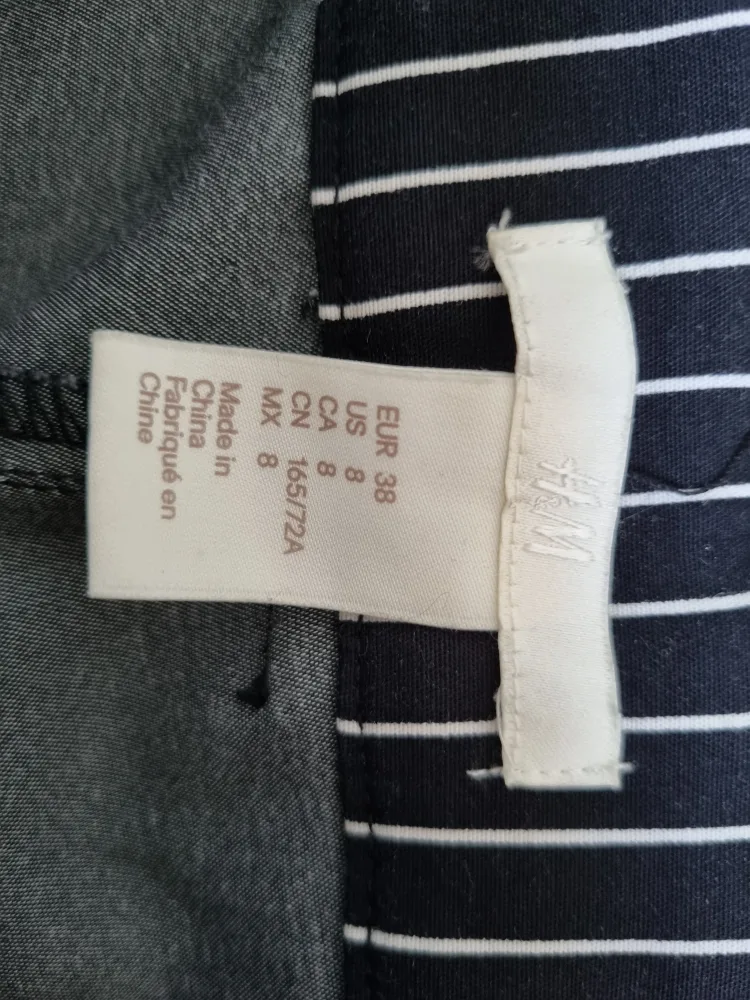 H&M
EUR 38
US 8
CA 8
CN 165/72A
MX 8
Made in
China
Fabriqué en
Chine